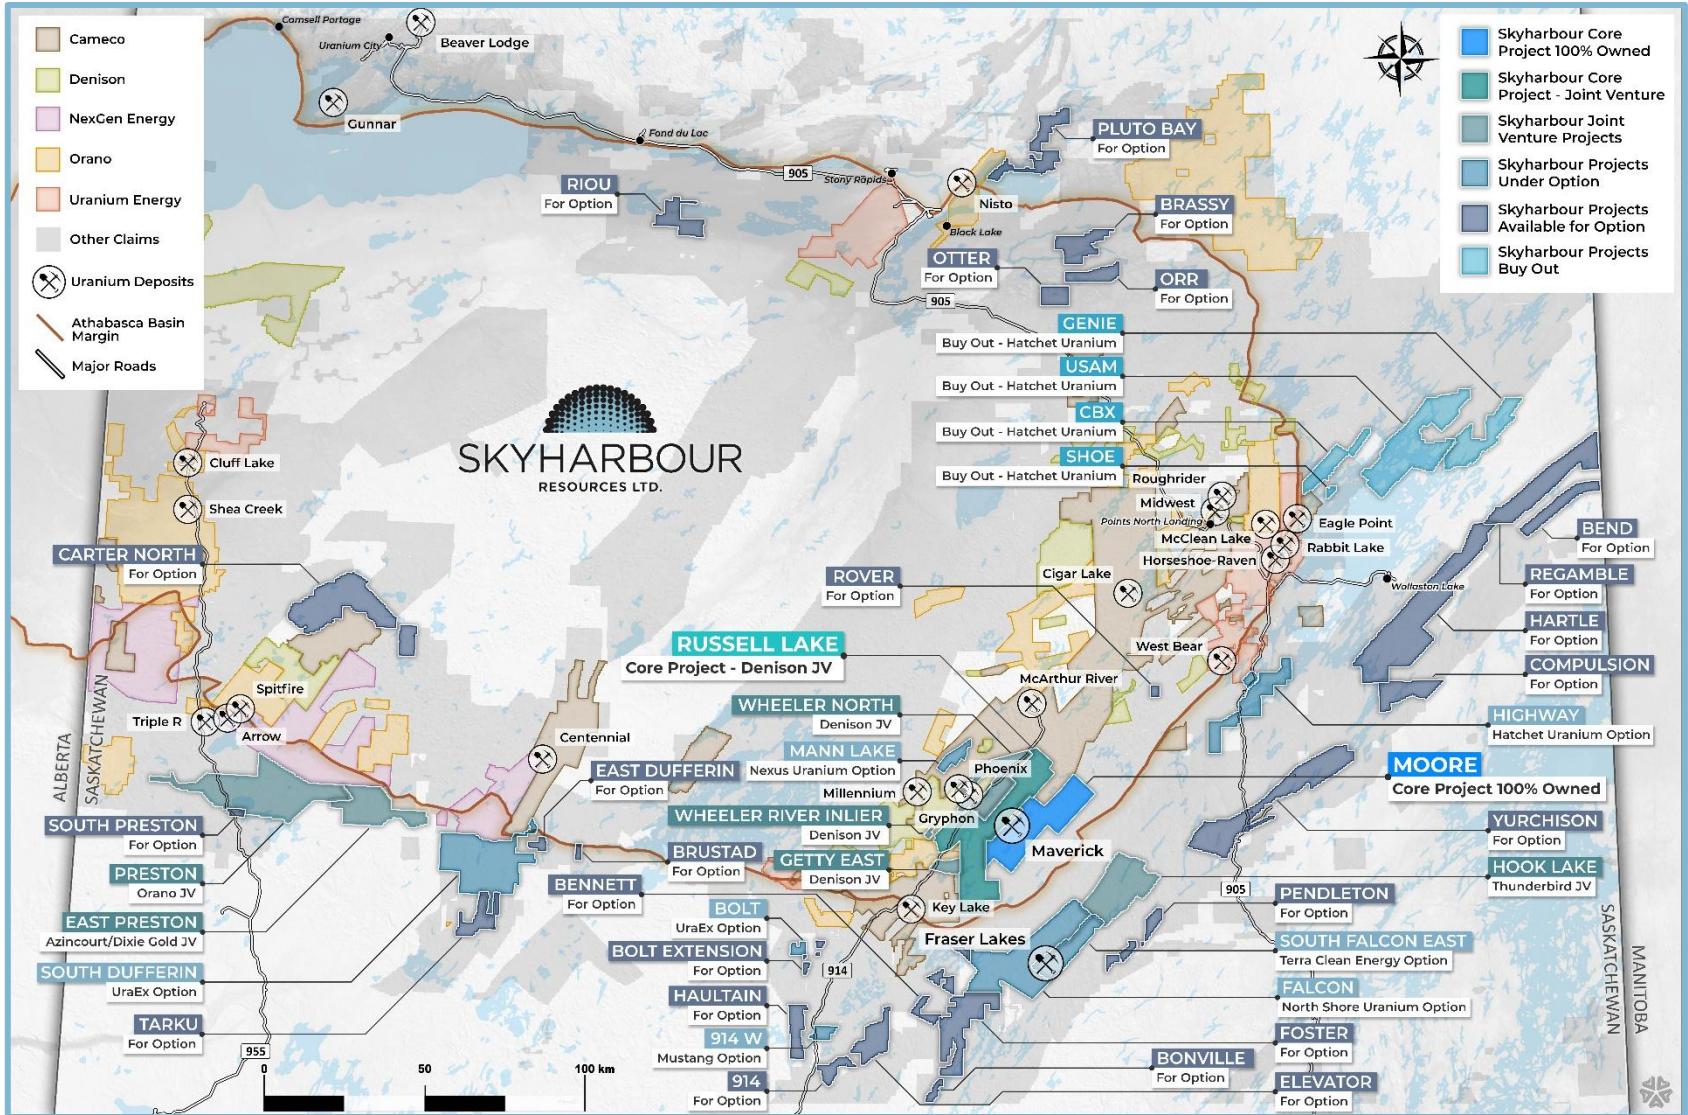 Cameco
Denison
NexGen Energy
Orano
Uranium Energy
Other Claims
Uranium Deposits
Athabasca Basin
Margin
Major Roads
Skyharbour Core
Project 100% Owned
Skyharbour Core
Project - Joint Venture
Skyharbour Joint
Venture Projects
Skyharbour Projects
Under Option
Skyharbour Projects
Available for Option
Skyharbour Projects
Buy Out
Camsell Portage
Uranium City
Beaver Lodge
Gunnar
Fond du Lac
905
Stony Rapids
Nisto
Black Lake
PLUTO BAY
For Option
RIOU
For Option
BRASSY
For Option
OTTER
For Option
ORR
For Option
905
GENIE
Buy Out - Hatchet Uranium
USAM
Buy Out - Hatchet Uranium
CBX
Buy Out - Hatchet Uranium
SHOE
Buy Out - Hatchet Uranium
SKYHARBOUR
RESOURCES LTD.
Cluff Lake
Shea Creek
CARTER NORTH
For Option
Roughrider
Midwest
Points North Landing
McClean Lake
Horseshoe-Raven
Eagle Point
Rabbit Lake
Cigar Lake
Wollaston Lake
BEND
For Option
REGAMBLE
For Option
HARTLE
For Option
COMPULSION
For Option
ROVER
For Option
RUSSELL LAKE
Core Project - Denison JV
West Bear
McArthur River
WHEELER NORTH
Denison JV
MANN LAKE
Nexus Uranium Option
HIGHWAY
Hatchet Uranium Option
MOORE
Core Project 100% Owned
Spitfire
Triple R
Arrow
Centennial
ALBERTA
SASKATCHEWAN
EAST DUFFERIN
For Option
Phoenix
Millennium
Gryphon
WHEELER RIVER INLIER
Denison JV
Maverick
YURCHISON
For Option
SOUTH PRESTON
For Option
BRUSTAD
For Option
GETTY EAST
Denison JV
HOOK LAKE
Thunderbird JV
PRESTON
Orano JV
BENNETT
For Option
Key Lake
905
PENDLETON
For Option
EAST PRESTON
Azincourt/Dixie Gold JV
BOLT
UraEx Option
Fraser Lakes
SOUTH FALCON EAST
Terra Clean Energy Option
BOLT EXTENSION
For Option
914
SOUTH DUFFERIN
UraEx Option
FALCON
North Shore Uranium Option
HAULTAIN
For Option
TARKU
For Option
FOSTER
For Option
914 W
Mustang Option
BONVILLE
For Option
914
For Option
ELEVATOR
For Option
955
SASKATCHEWAN
MANITOBA
0
50
100 km